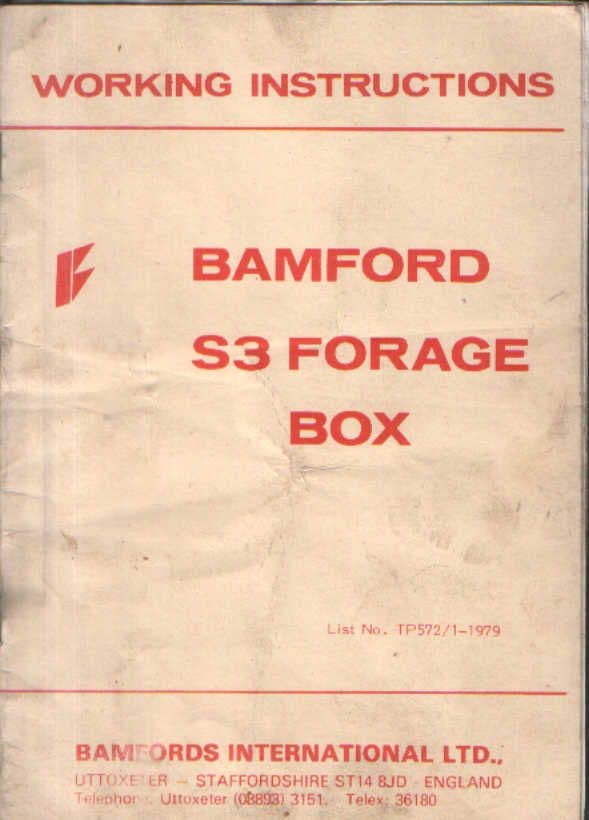 WORKING INSTRUCTIONS
BAMFORD
S3 FORAGE
BOX
List No. TP572/1-1979
BAMFORDS INTERNATIONAL LTD.,
UTTOXETER — STAFFORDSHIRE ST14 8JD - ENGLAND
Telephone: Uttoxeter (08893) 3151. Telex: 36180